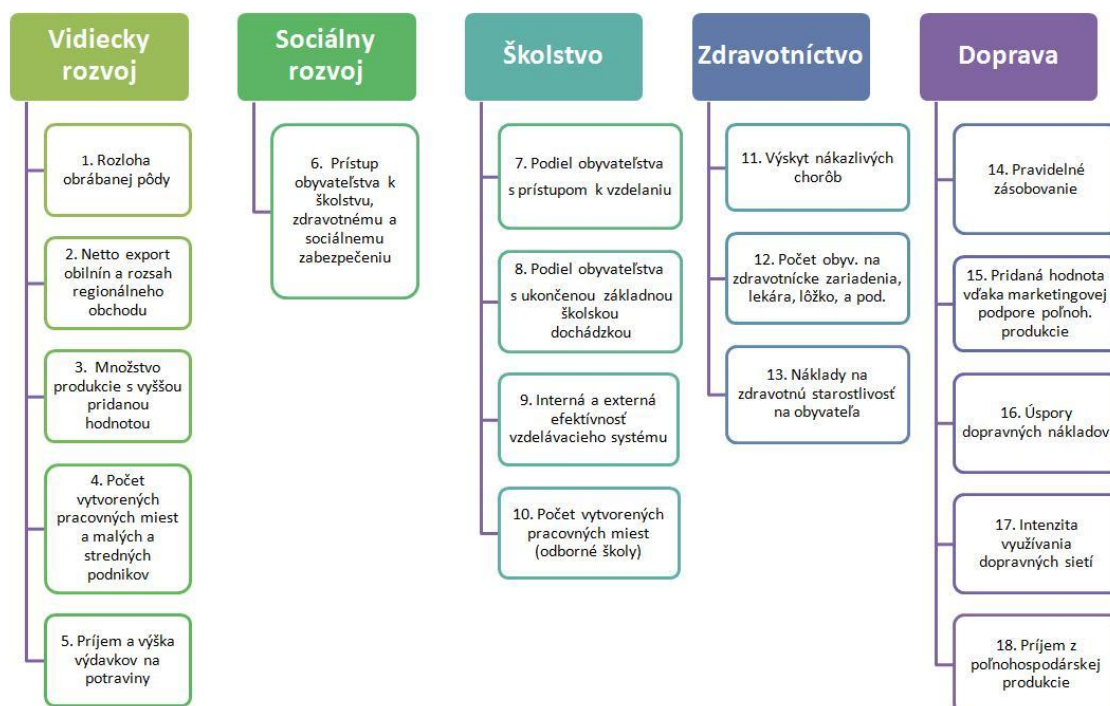 Vidiecky
rozvoj
1. Rozloha
obrábanej pôdy
2. Netto export
obilnín a rozsah
regionálneho
obchodu
3. Množstvo
produkcie s vyššou
pridanou
hodnotou
4. Počet
vytvorených
pracovných miest
a malých a
stredných
podnikov
5. Príjem a výška
výdavkov na
potraviny
Sociálny
rozvoj
6. Prístup
obyvateľstva k
školstvu,
zdravotnému a
sociálnemu
zabezpečeniu
Školstvo
7. Podiel obyvateľstva
s prístupom k vzdelaniu
8. Podiel obyvateľstva
s ukončenou základnou
školskou
dochádzkou
9. Interná a externá
efektívnosť
vzdelávacieho systému
10. Počet vytvorených
pracovných miest
(odborné školy)
Zdravotníctvo
11. Výskyt nákazlivých
chorôb
12. Počet obyv. na
zdravotnícke zariadenia,
lekára, lôžko, a pod.
13. Náklady na
zdravotnú starostlivosť
na obyvateľa
Doprava
14. Pravidelné
zásobovanie
15. Pridaná hodnota
vďaka marketingovej
podpore poľnoh.
produkcie
16. Úspory
dopravných nákladov
17. Intenzita
využívania
dopravných sietí
18. Príjem z
poľnohospodárskej
produkcie